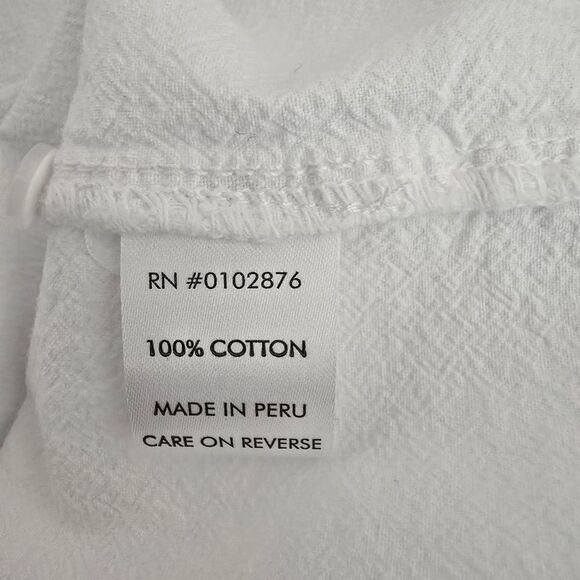 RN #0102876
100% COTTON
MADE IN PERU
CARE ON REVERSE